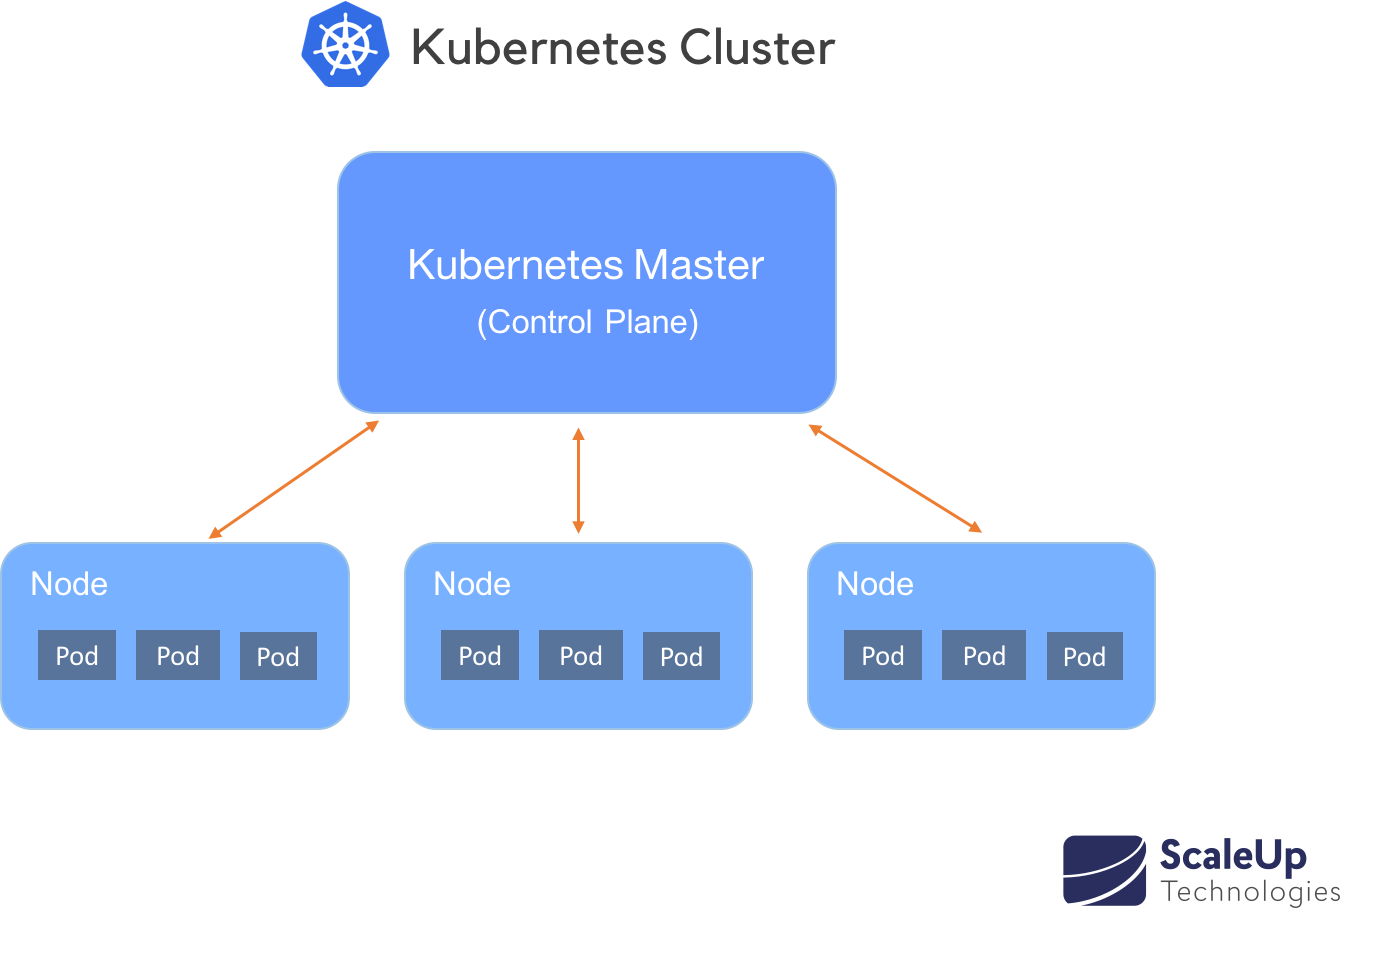 Kubernetes Cluster
Kubernetes Master
(Control Plane)
Node
Pod Pod Pod
Node
Pod Pod Pod
Node
Pod Pod Pod
ScaleUp
Technologies